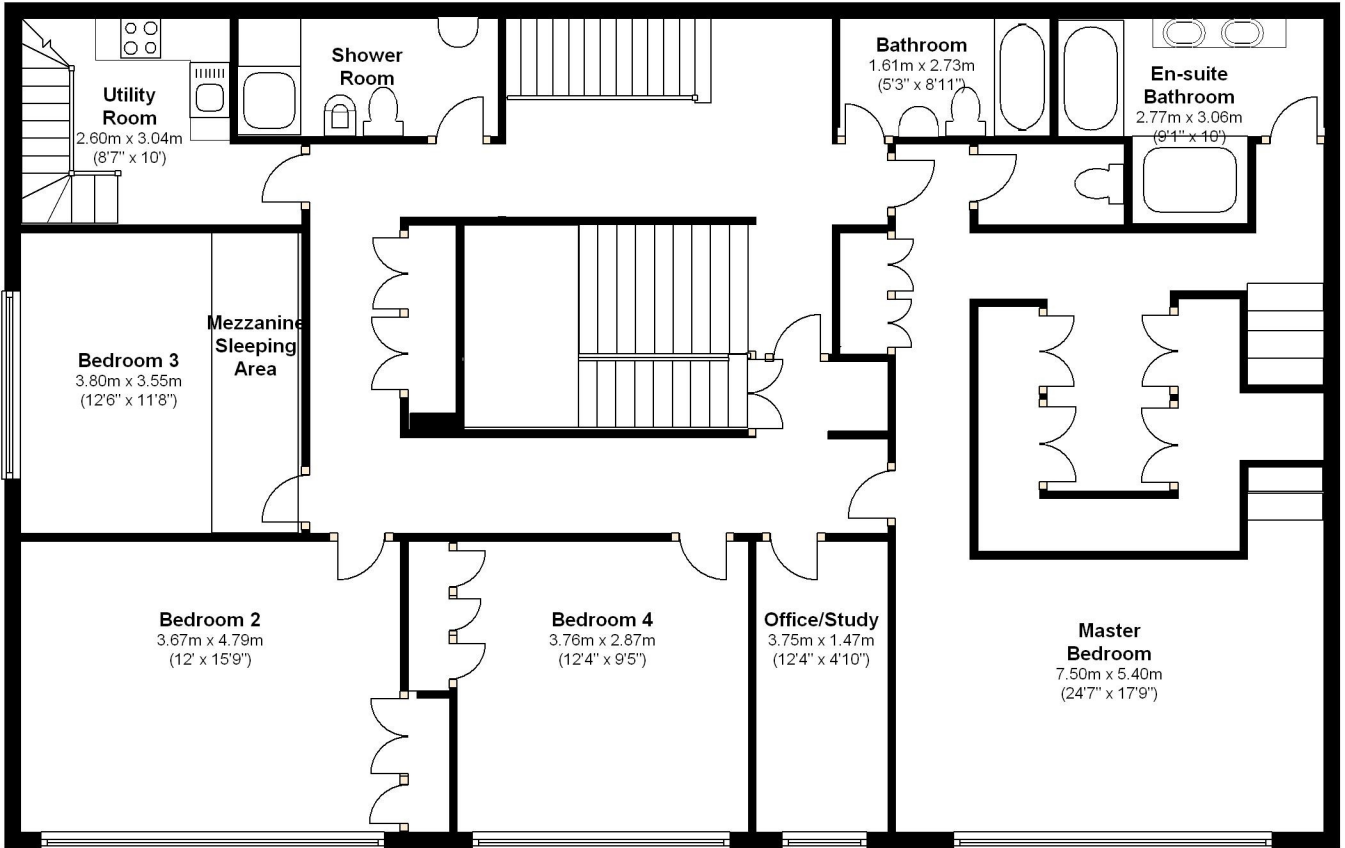 Utility
Room
2.60m x 3.04m
(8'7" x 10')
Shower
Room
Bathroom
1.61m x 2.73m
(5'3" x 8'11")
En-suite
Bathroom
2.77m x 3.06m
(9'1" x 10')
Bedroom 3
3.80m x 3.55m
(12'6" x 11'8")
Mezzanine
Sleeping
Area
Bedroom 2
3.67m x 4.79m
(12' x 15'9")
Bedroom 4
3.76m x 2.87m
(12'4" x 9'5")
Office/Study
3.75m x 1.47m
(12'4" x 4'10")
Master
Bedroom
7.50m x 5.40m
(24'7" x 17'9")